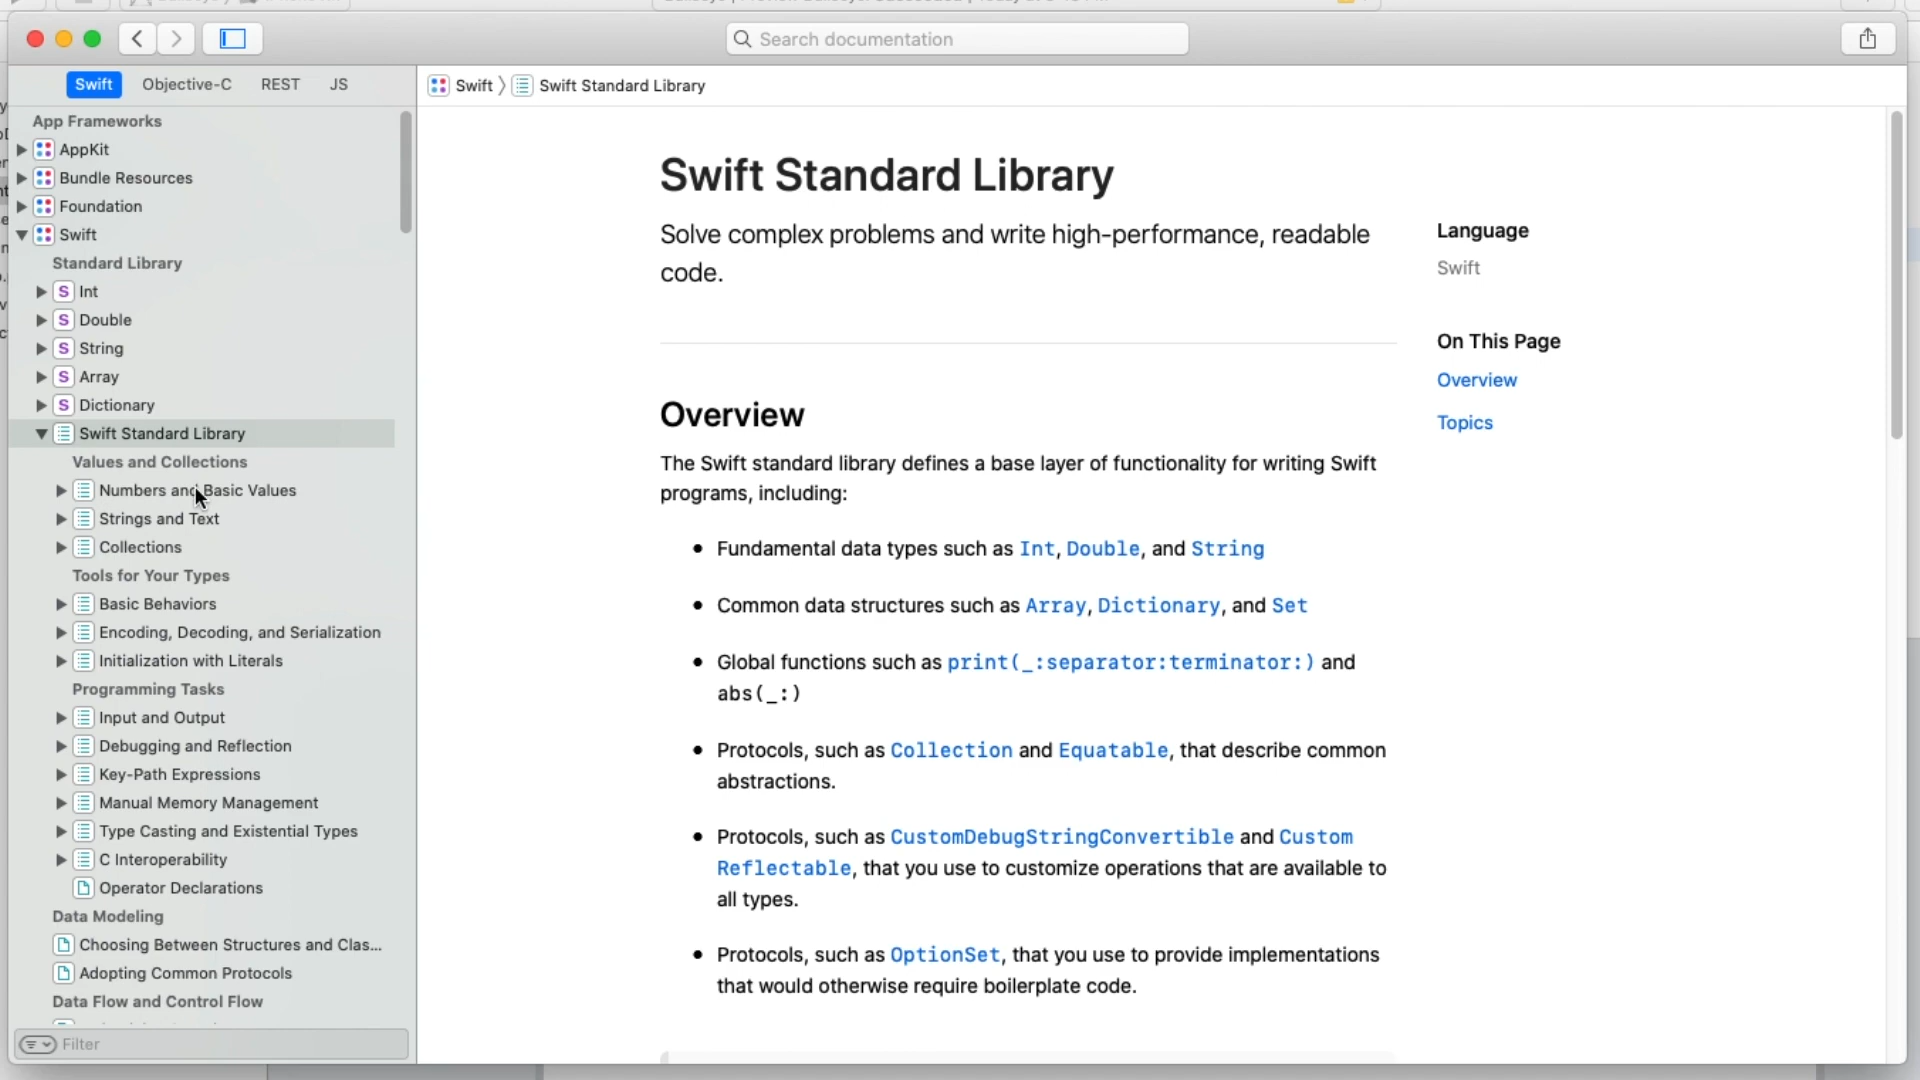 Search documentation
Swift
Objective-C
REST
JS
App Frameworks
AppKit
Bundle Resources
Foundation
Swift
Standard Library
S Int
S Double
S String
S Array
S Dictionary
Swift Standard Library
Values and Collections
Numbers and Basic Values
Strings and Text
Collections
Tools for Your Types
Basic Behaviors
Encoding, Decoding, and Serialization
Initialization with Literals
Programming Tasks
Input and Output
Debugging and Reflection
Key-Path Expressions
Manual Memory Management
Type Casting and Existential Types
C Interoperability
Operator Declarations
Data Modeling
Choosing Between Structures and Clas...
Adopting Common Protocols
Data Flow and Control Flow
Filter
Swift 〉 Swift Standard Library
Swift Standard Library
Solve complex problems and write high-performance, readable
code.
Overview
The Swift standard library defines a base layer of functionality for writing Swift
programs, including:
• Fundamental data types such as Int, Double, and String
• Common data structures such as Array, Dictionary, and Set
• Global functions such as print(_:separator:terminator:) and
abs(_:)
• Protocols, such as Collection and Equatable, that describe common
abstractions.
• Protocols, such as CustomDebugStringConvertible and Custom
Reflectable, that you use to customize operations that are available to
all types.
• Protocols, such as OptionSet, that you use to provide implementations
that would otherwise require boilerplate code.
Language
Swift
On This Page
Overview
Topics